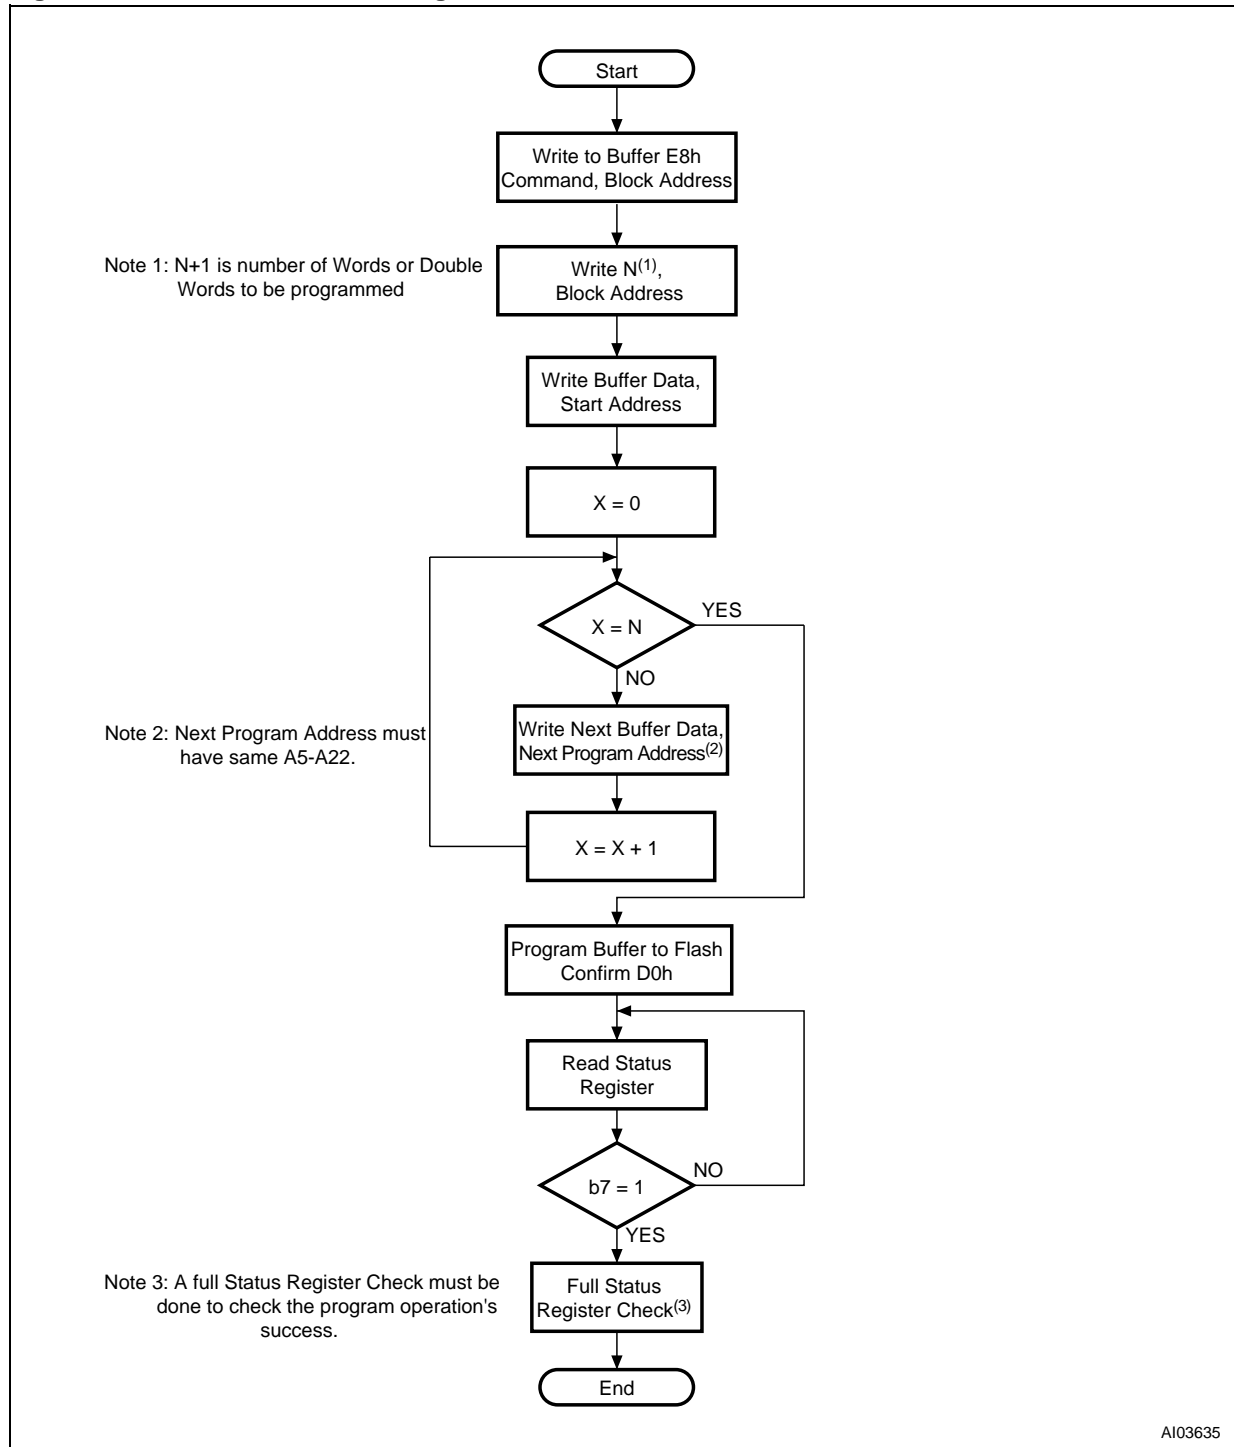 Start
Write to Buffer E8h
Command, Block Address
Note 1: N+1 is number of Words or Double
Words to be programmed
Write N(1),
Block Address
Write Buffer Data,
Start Address
X = 0
X = N
YES
NO
Note 2: Next Program Address must
have same A5-A22.
Write Next Buffer Data,
Next Program Address(2)
X = X + 1
Program Buffer to Flash
Confirm D0h
Read Status
Register
b7 = 1
NO
YES
Note 3: A full Status Register Check must be
done to check the program operation's
success.
Full Status
Register Check(3)
End
AI03635